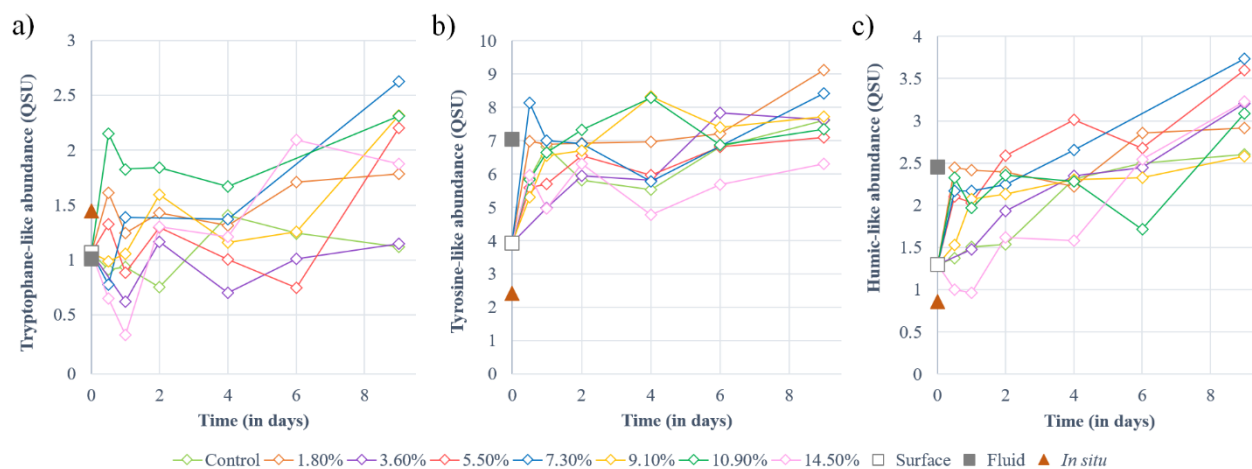 a)
Tryptophane-like abundance (QSU)
3
2.5
2
1.5
1
0.5
0
0 2 4 6 8
Time (in days)
b)
Tyrosine-like abundance (QSU)
10
9
8
7
6
5
4
3
2
1
0
0 2 4 6 8
Time (in days)
c)
Humic-like abundance (QSU)
4
3.5
3
2.5
2
1.5
1
0.5
0
0 2 4 6 8
Time (in days)
Control 1.80% 3.60% 5.50% 7.30% 9.10% 10.90% 14.50% Surface Fluid In situ